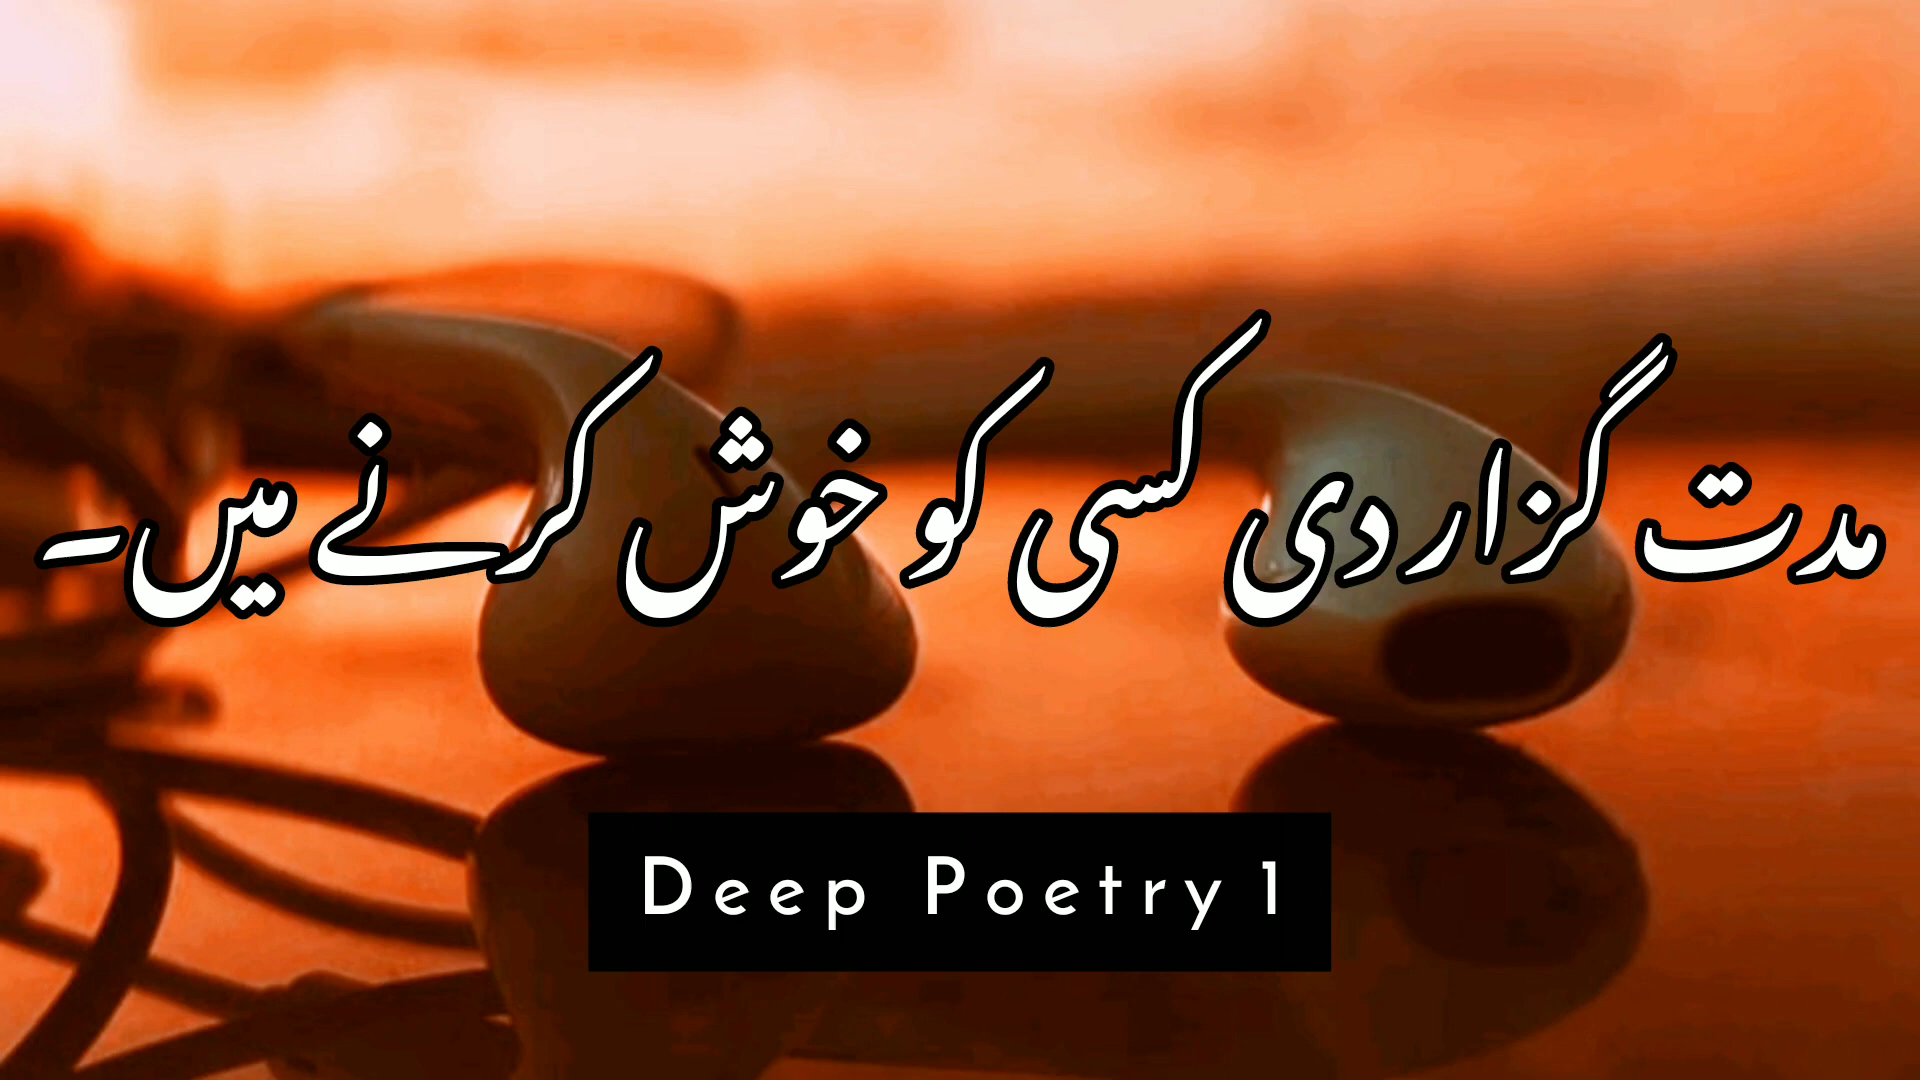 مدت گزار دی کسی کو خوش کرنے میں۔
Deep Poetry 1